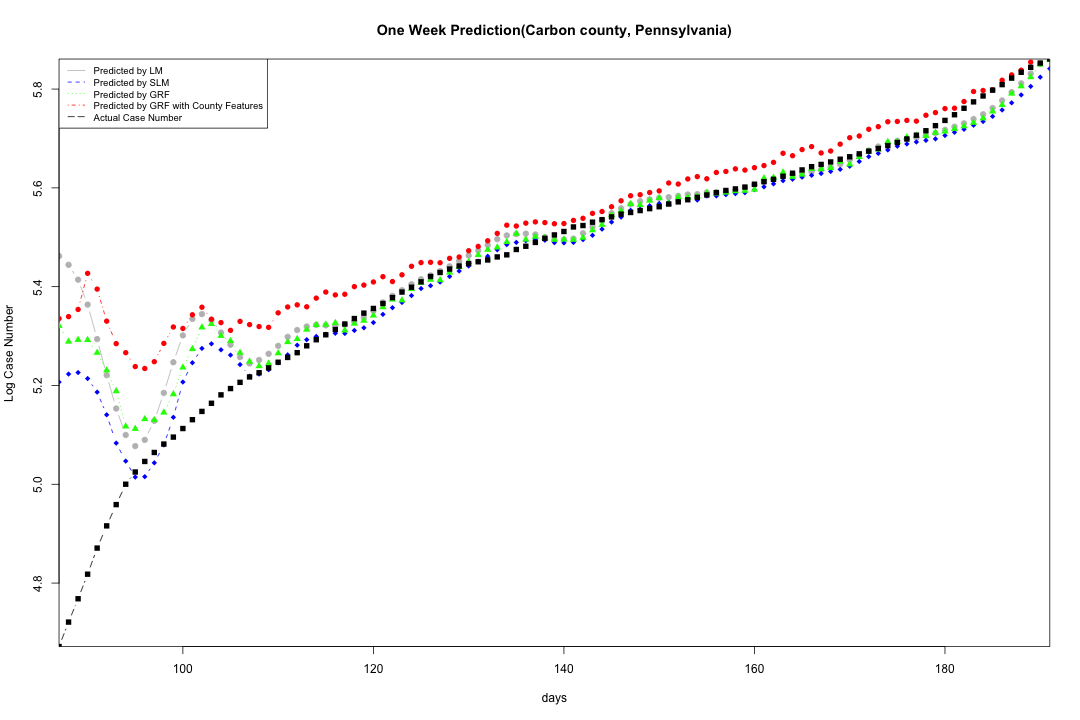 One Week Prediction(Carbon county, Pennsylvania)
Predicted by LM
Predicted by SLM
Predicted by GRF
Predicted by GRF with County Features
Actual Case Number
5.8
5.6
5.4
5.2
5.0
4.8
Log Case Number
100 120 140 160 180
days